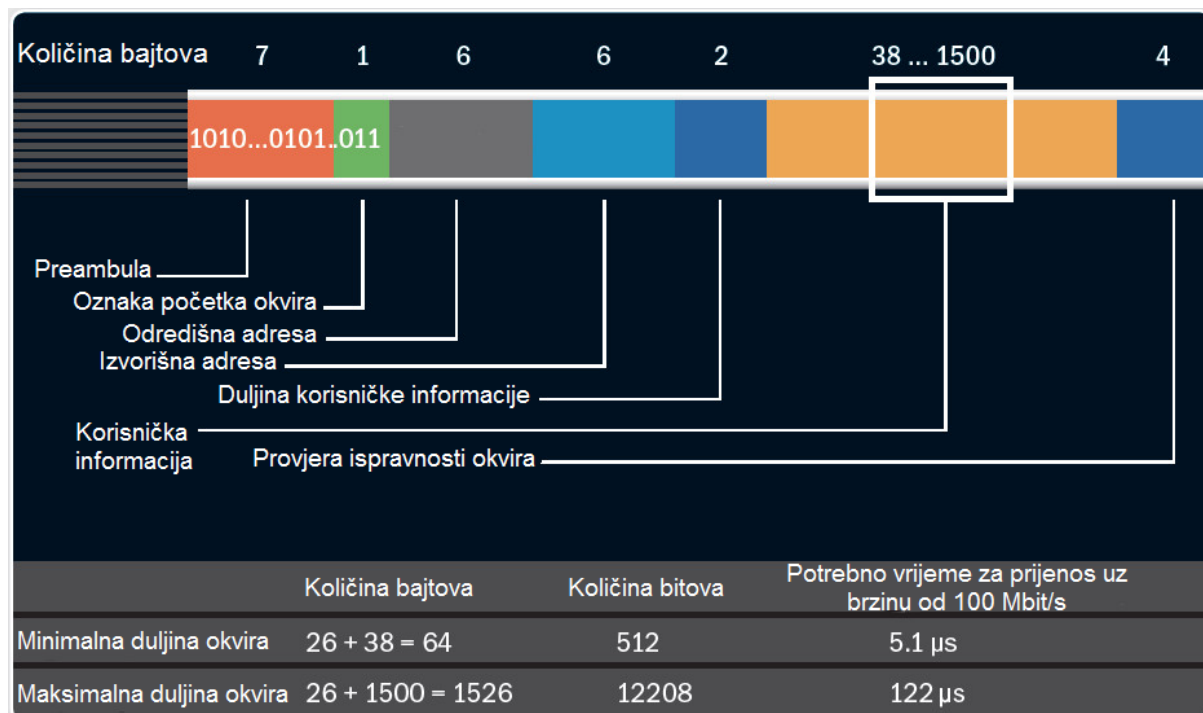 Količina bajtova 7 1 6 6 2 38 ... 1500 4
1010...0101..011
Preambula
Oznaka početka okvira
Odredišna adresa
Izvorišna adresa
Duljina korisničke informacije
Korisnička
informacija
Provjera ispravnosti okvira
Količina bajtova Količina bitova Potrebno vrijeme za prijenos uz
brzinu od 100 Mbit/s
Minimalna duljina okvira 26 + 38 = 64 512 5.1 µs
Maksimalna duljina okvira 26 + 1500 = 1526 12208 122 µs